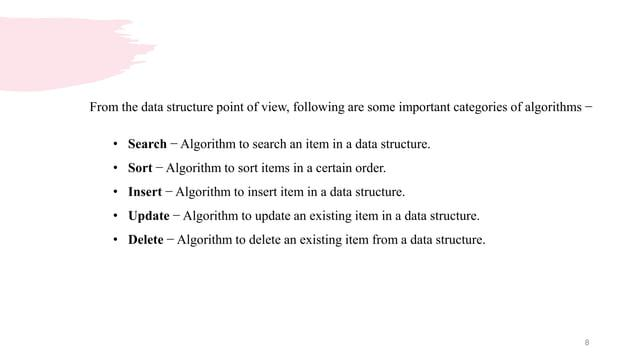 From the data structure point of view, following are some important categories of algorithms −
• Search − Algorithm to search an item in a data structure.
• Sort − Algorithm to sort items in a certain order.
• Insert − Algorithm to insert item in a data structure.
• Update − Algorithm to update an existing item in a data structure.
• Delete − Algorithm to delete an existing item from a data structure.
8